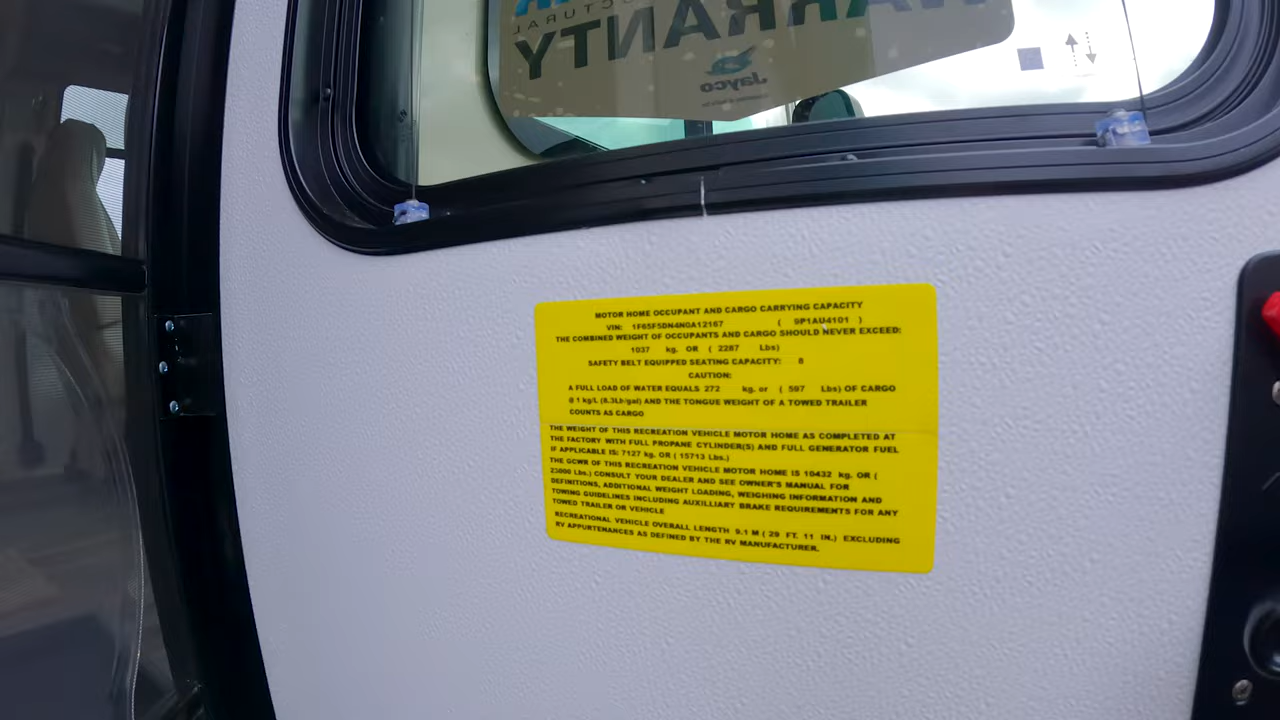 STRUCTURAL
WARRANTY
Jayco
MOTOR HOME OCCUPANT AND CARGO CARRYING CAPACITY
VIN: 1F65F5DN4N0A12167 ( 9P1AU4101 )
THE COMBINED WEIGHT OF OCCUPANTS AND CARGO SHOULD NEVER EXCEED:
1037 kg. OR ( 2287 Lbs)
SAFETY BELT EQUIPPED SEATING CAPACITY: 8
CAUTION:
A FULL LOAD OF WATER EQUALS 272 kg. or ( 597 Lbs) OF CARGO
@ 1 kg/L (8.3Lb/gal) AND THE TONGUE WEIGHT OF A TOWED TRAILER
COUNTS AS CARGO
THE WEIGHT OF THIS RECREATION VEHICLE MOTOR HOME AS COMPLETED AT
THE FACTORY WITH FULL PROPANE CYLINDER(S) AND FULL GENERATOR FUEL
IF APPLICABLE IS: 7127 kg. OR ( 15713 Lbs.)
THE GCWR OF THIS RECREATION VEHICLE MOTOR HOME IS 10432 kg. OR (
23000 Lbs.) CONSULT YOUR DEALER AND SEE OWNER'S MANUAL FOR
DEFINITIONS, ADDITIONAL WEIGHT LOADING, WEIGHING INFORMATION AND
TOWING GUIDELINES INCLUDING AUXILLIARY BRAKE REQUIREMENTS FOR ANY
TOWED TRAILER OR VEHICLE
RECREATIONAL VEHICLE OVERALL LENGTH 9.1 M ( 29 FT. 11 IN.) EXCLUDING
RV APPURTENANCES AS DEFINED BY THE RV MANUFACTURER.